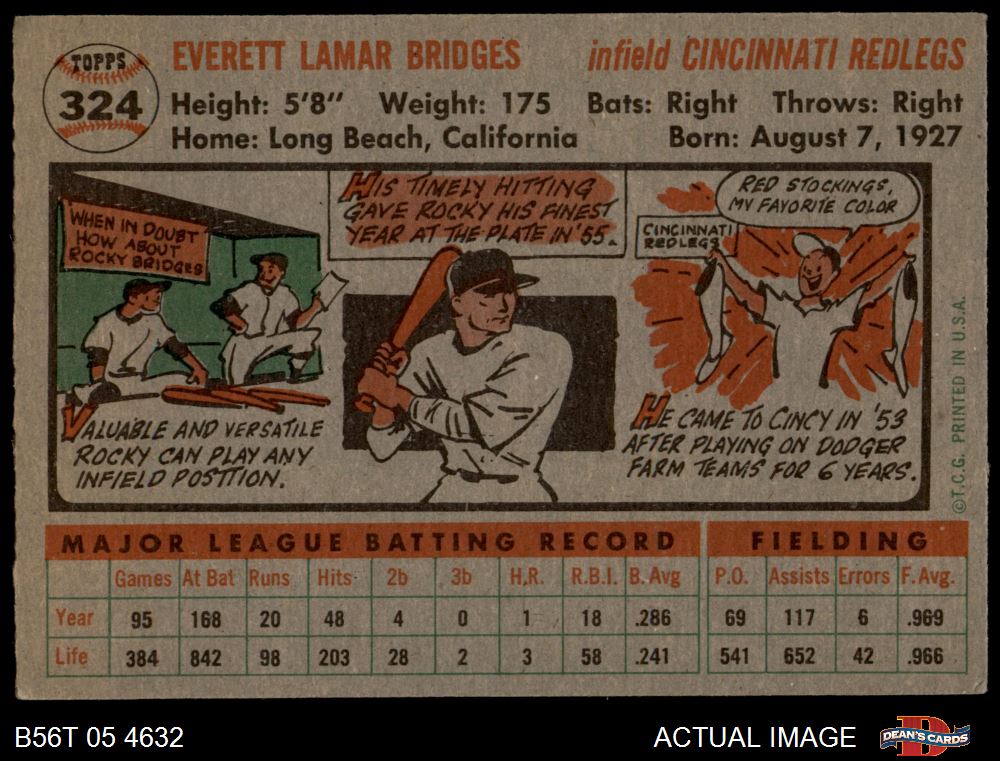 TOPPS
324
EVERETT LAMAR BRIDGES infield CINCINNATI REDLEGS
Height: 5'8" Weight: 175 Bats: Right Throws: Right
Home: Long Beach, California Born: August 7, 1927
WHEN IN DOUBT
HOW ABOUT
ROCKY BRIDGES
VALUABLE AND VERSATILE
ROCKY CAN PLAY ANY
INFIELD POSITION.
HIS TIMELY HITTING
GAVE ROCKY HIS FINEST
YEAR AT THE PLATE IN '55.
RED STOCKINGS,
MY FAVORITE COLOR
CINCINNATI
REDLEGS
HE CAME TO CINCY IN '53
AFTER PLAYING ON DODGER
FARM TEAMS FOR 6 YEARS.
©T.C.G. PRINTED IN U.S.A.
MAJOR LEAGUE BATTING RECORD FIELDING
Games At Bat Runs Hits 2b 3b H.R. R.B.I. B. Avg P.O. Assists Errors F. Avg.
Year 95 168 20 48 4 0 1 18 .286 69 117 6 .969
Life 384 842 98 203 28 2 3 58 .241 541 652 42 .966
B56T 05 4632 ACTUAL IMAGE DEAN'S CARDS